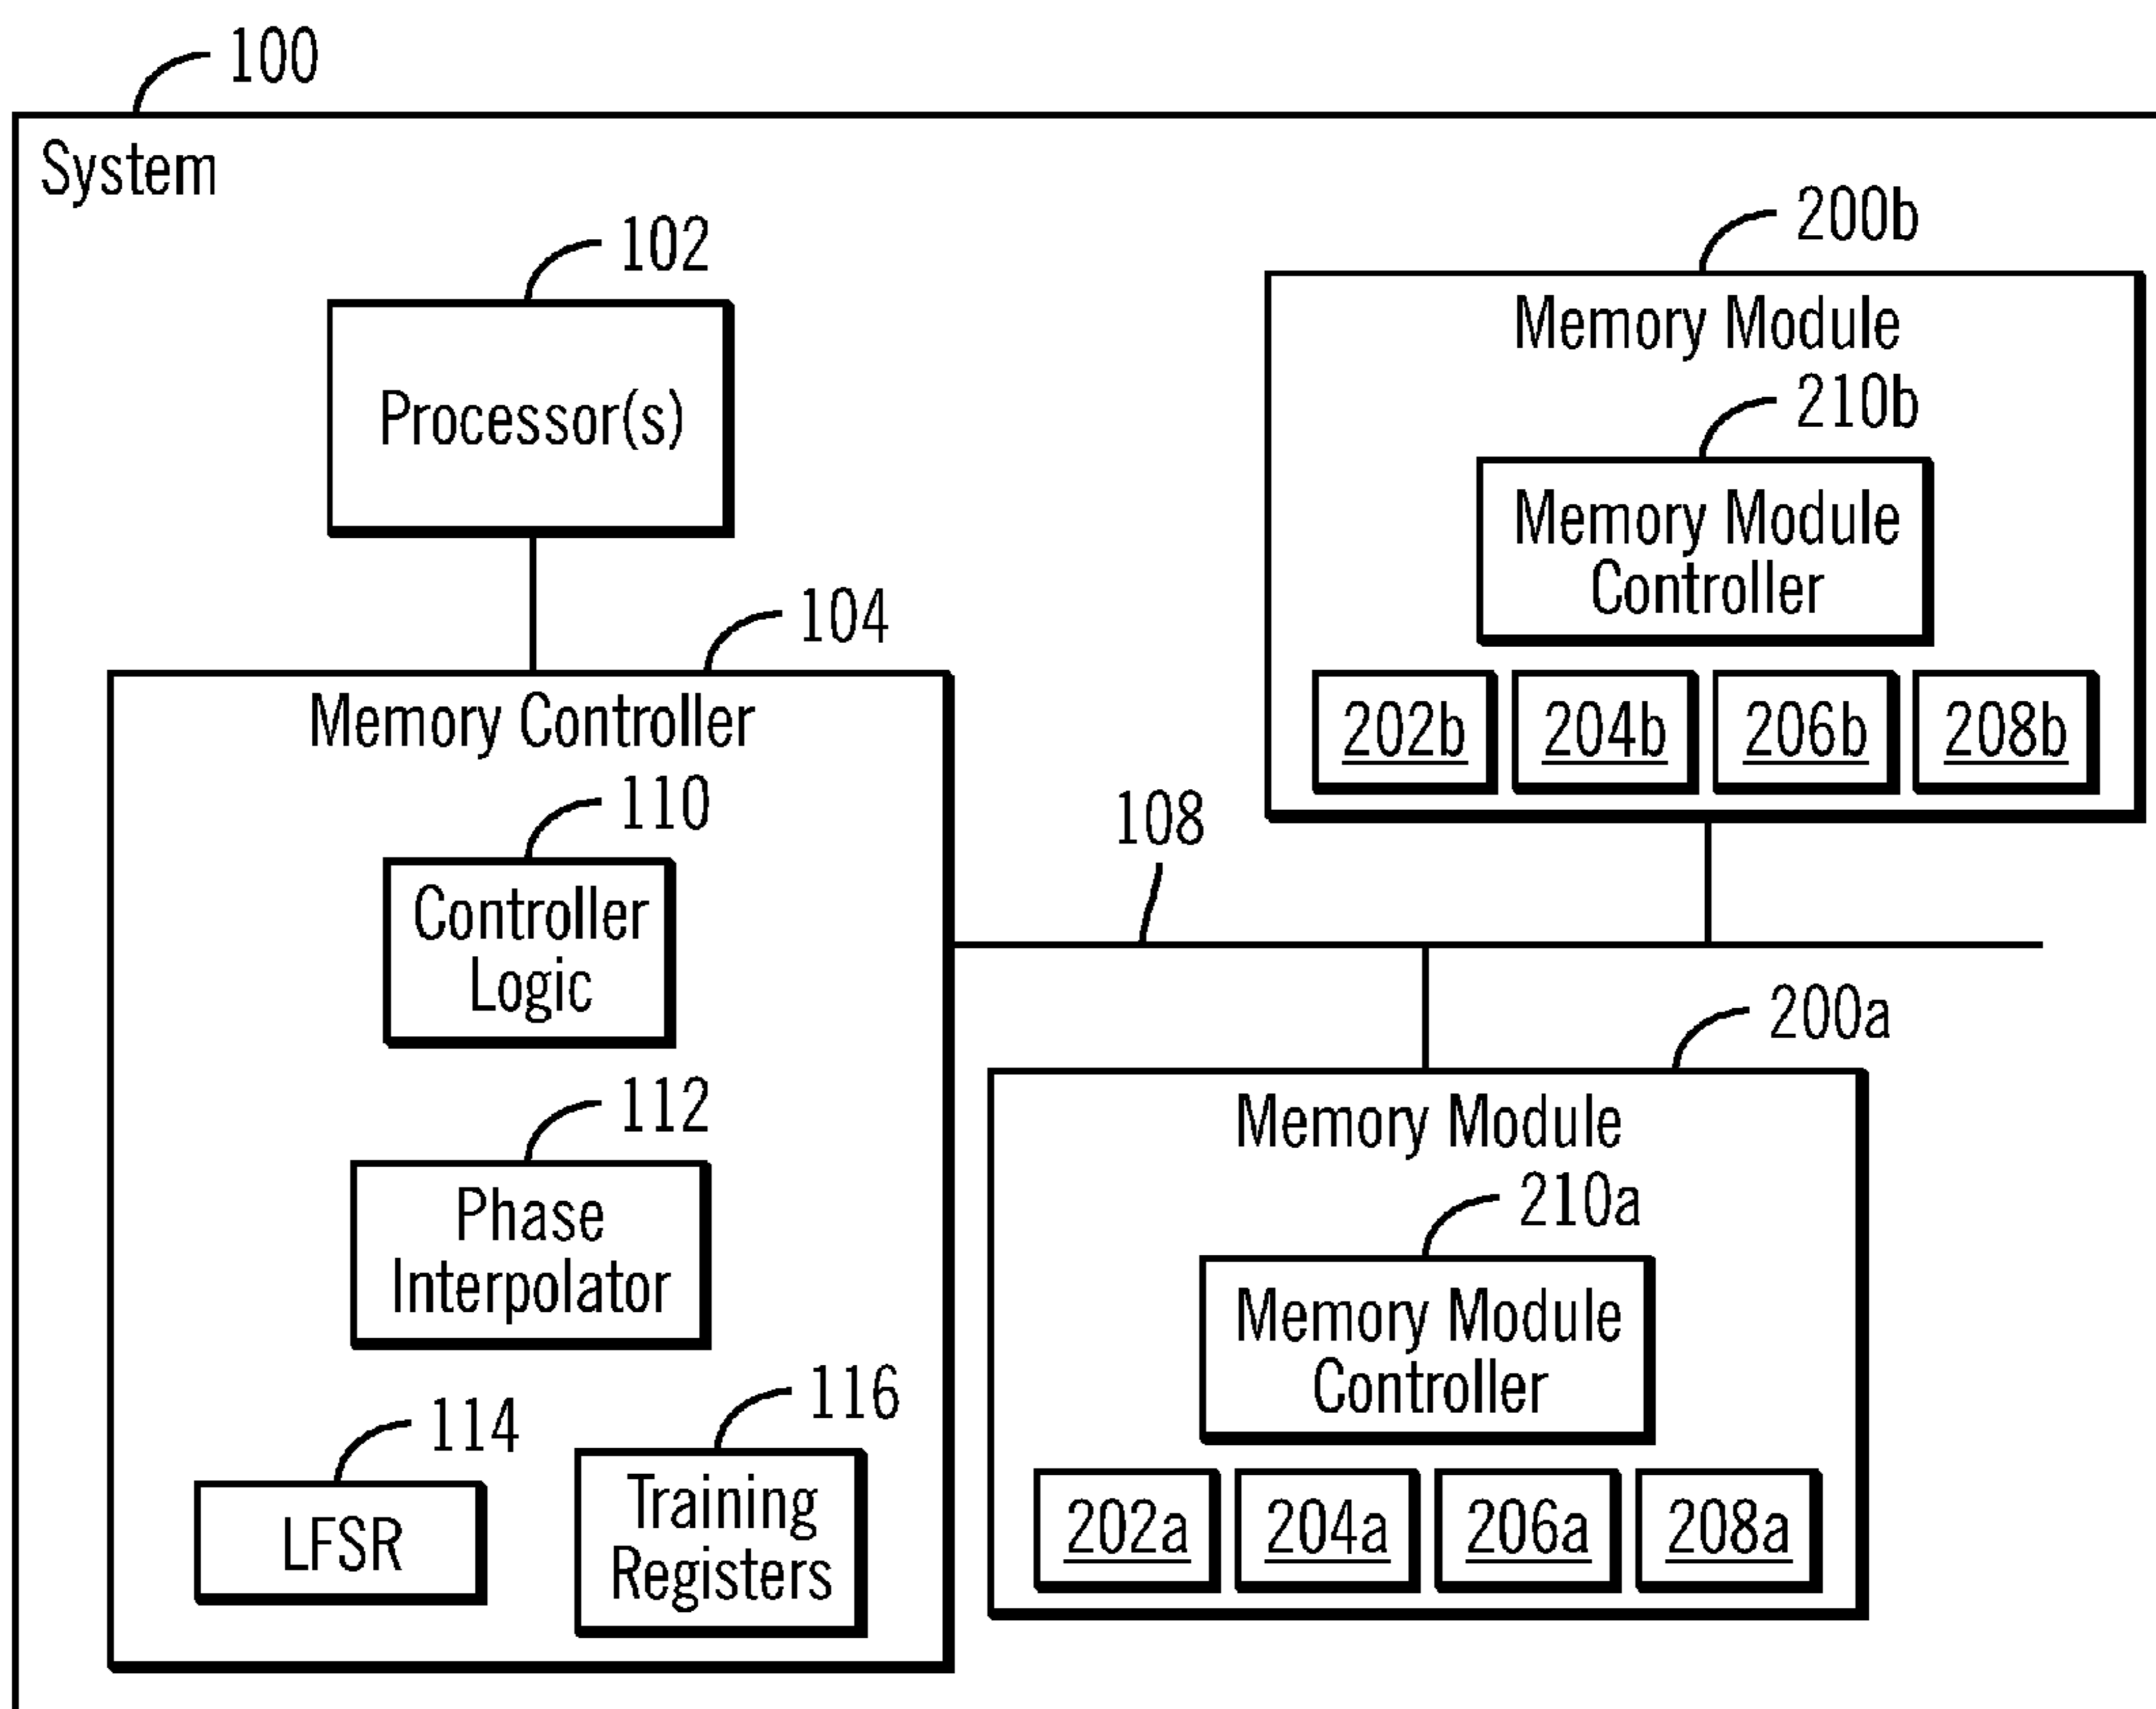 100
System
102
Processor(s)
104
Memory Controller
110
Controller
Logic
112
Phase
Interpolator
114
LFSR
116
Training
Registers
108
200b
Memory Module
210b
Memory Module
Controller
202b 204b 206b 208b
200a
Memory Module
210a
Memory Module
Controller
202a 204a 206a 208a